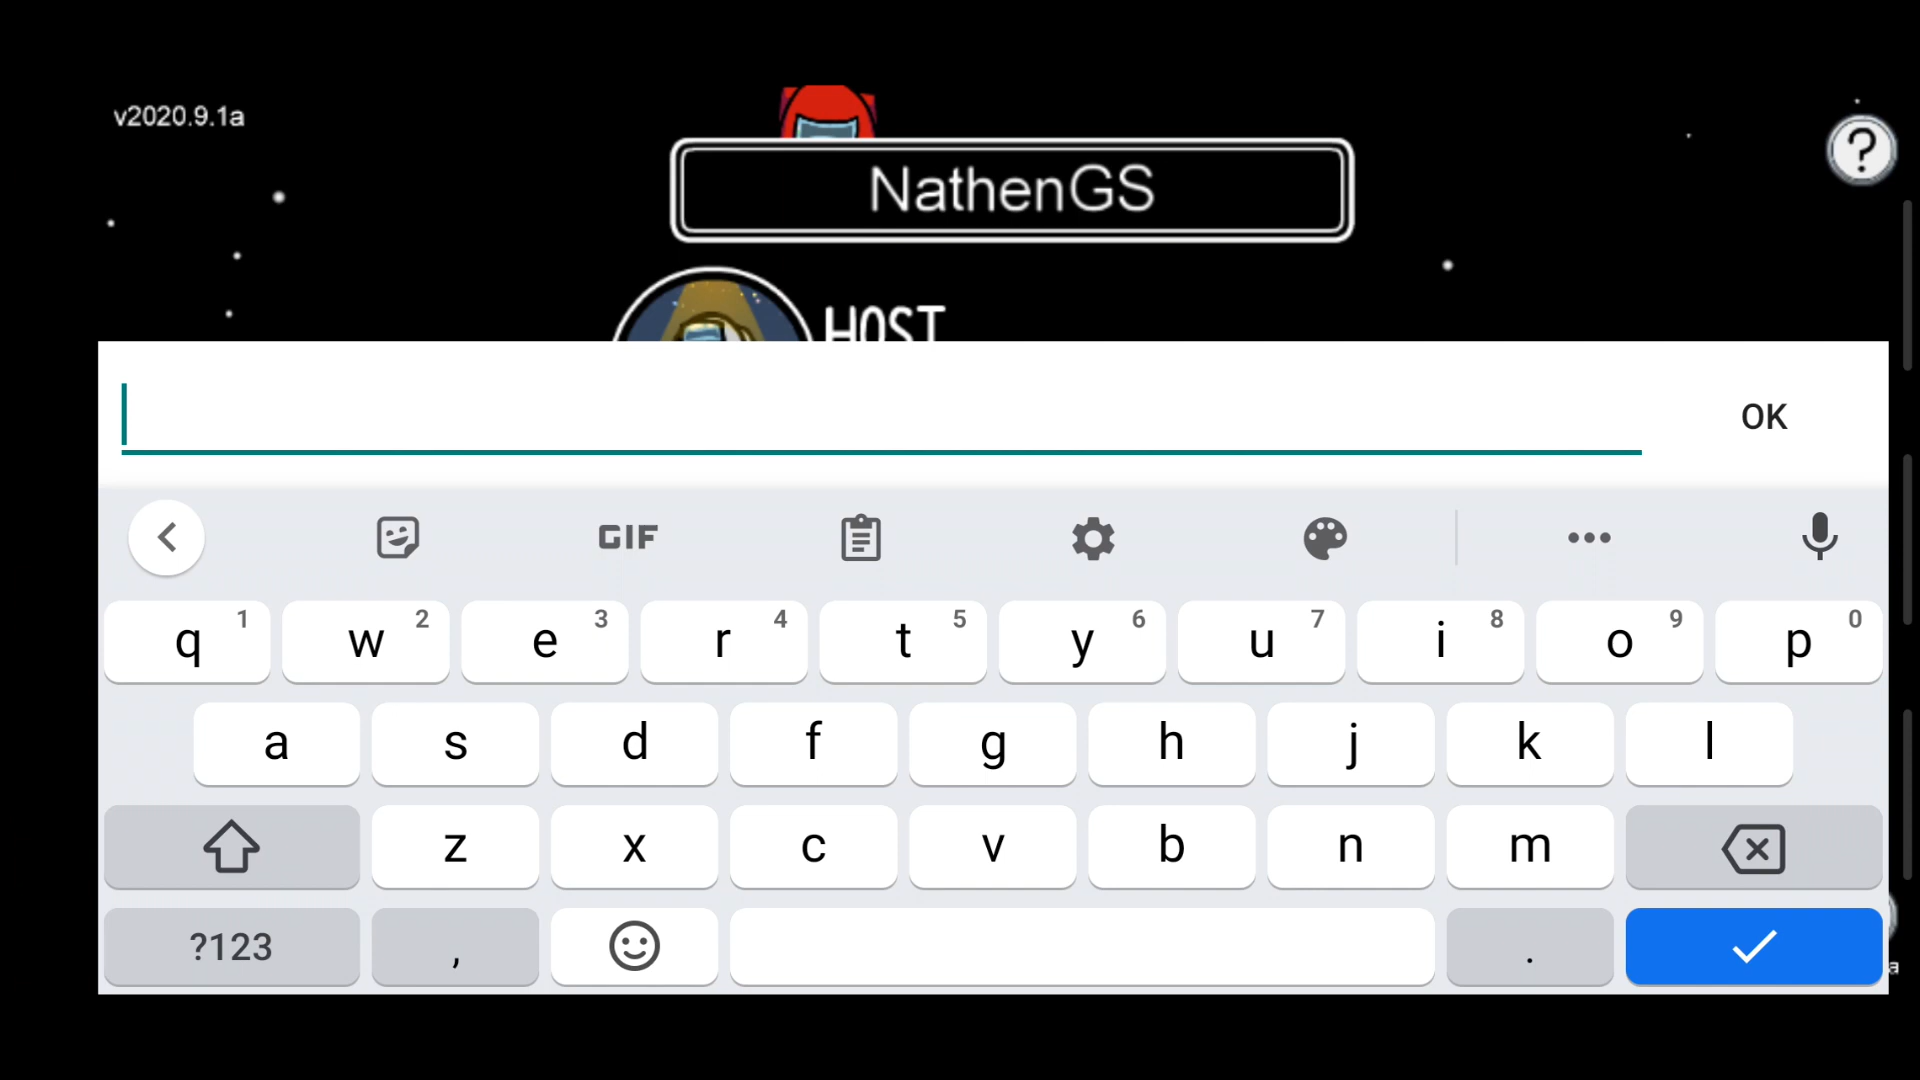 v2020.9.1a
NathenGS
?
HOST
OK
GIF
q 1 w 2 e 3 r 4 t 5 y 6 u 7 i 8 o 9 p 0
a s d f g h j k l
z x c v b n m
?123 , .
a